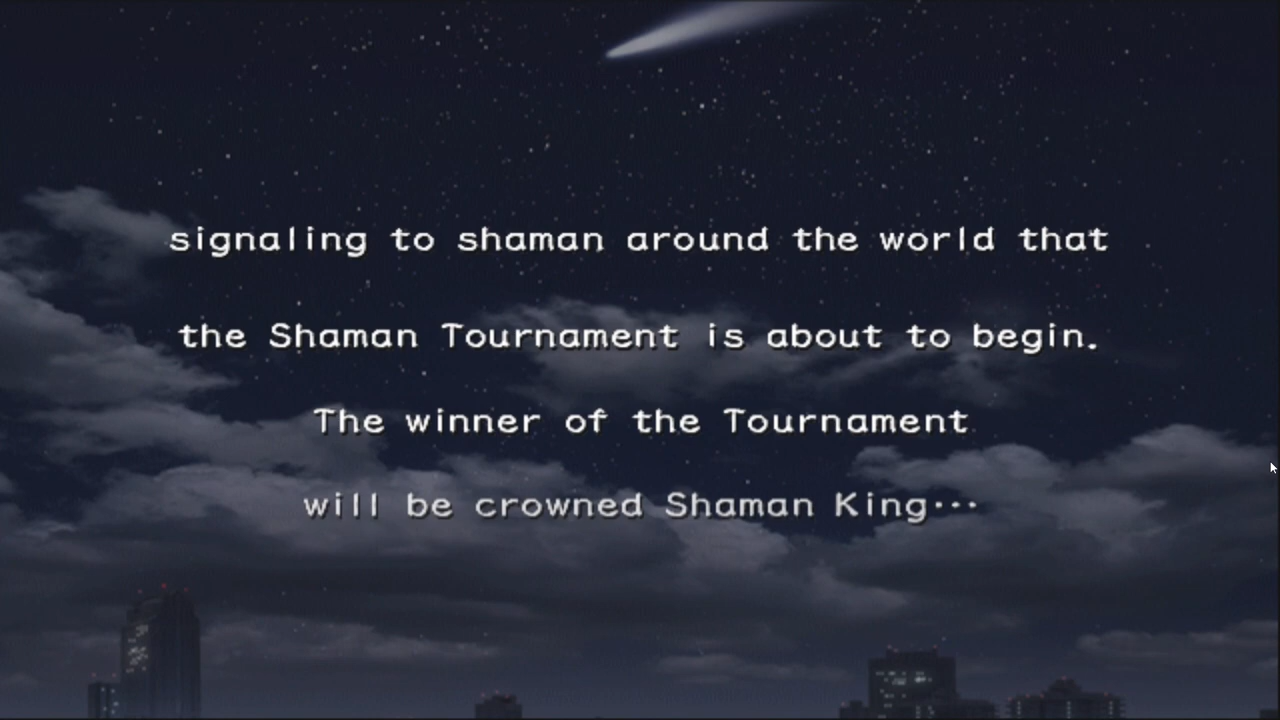 signaling to shaman around the world that
the Shaman Tournament is about to begin.
The winner of the Tournament
will be crowned Shaman King···